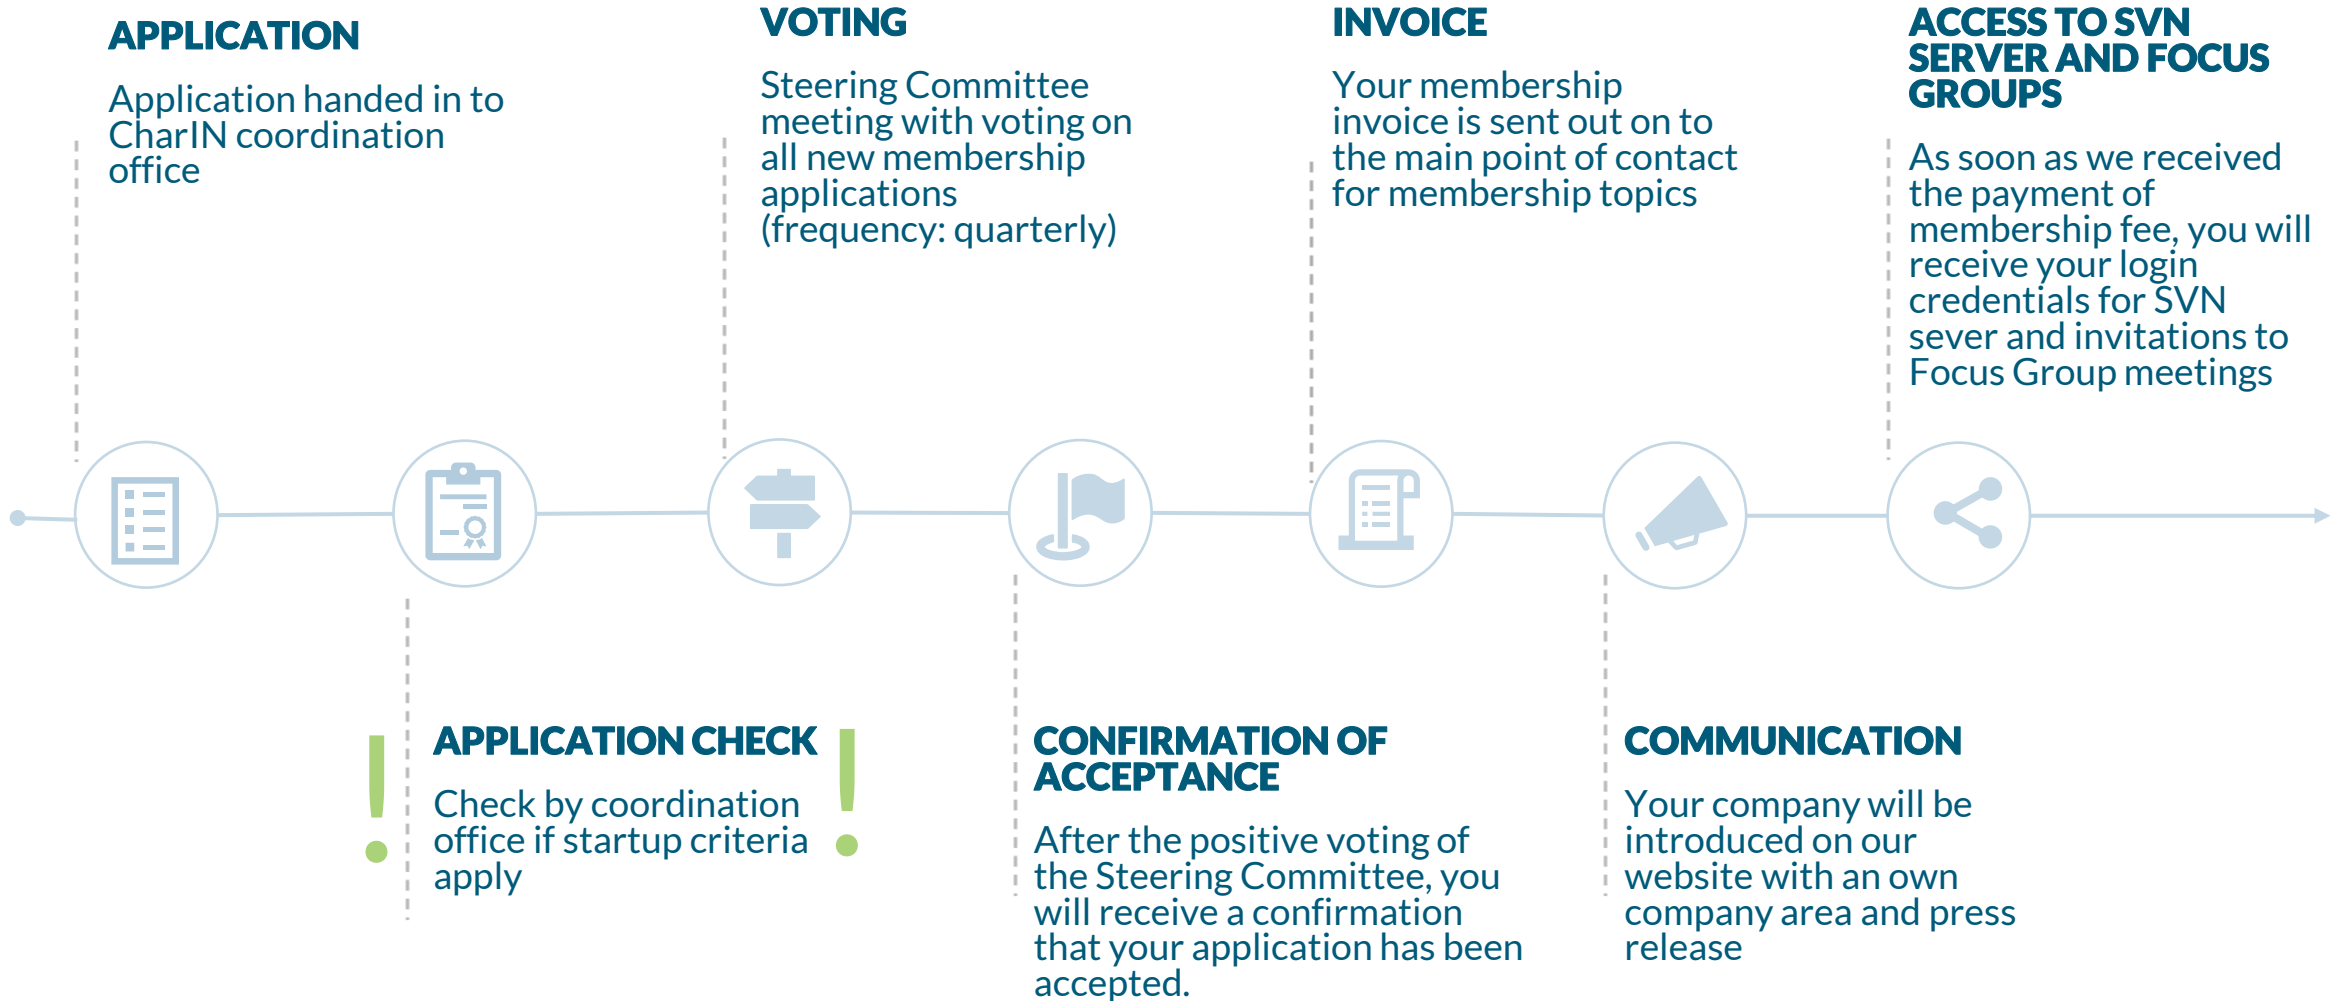 APPLICATION
Application handed in to
CharIN coordination
office
!
APPLICATION CHECK
!
Check by coordination
office if startup criteria
apply
VOTING
Steering Committee
meeting with voting on
all new membership
applications
(frequency: quarterly)
CONFIRMATION OF
ACCEPTANCE
After the positive voting of
the Steering Committee, you
will receive a confirmation
that your application has been
accepted.
INVOICE
Your membership
invoice is sent out on to
the main point of contact
for membership topics
COMMUNICATION
Your company will be
introduced on our
website with an own
company area and press
release
ACCESS TO SVN
SERVER AND FOCUS
GROUPS
As soon as we received
the payment of
membership fee, you will
receive your login
credentials for SVN
sever and invitations to
Focus Group meetings